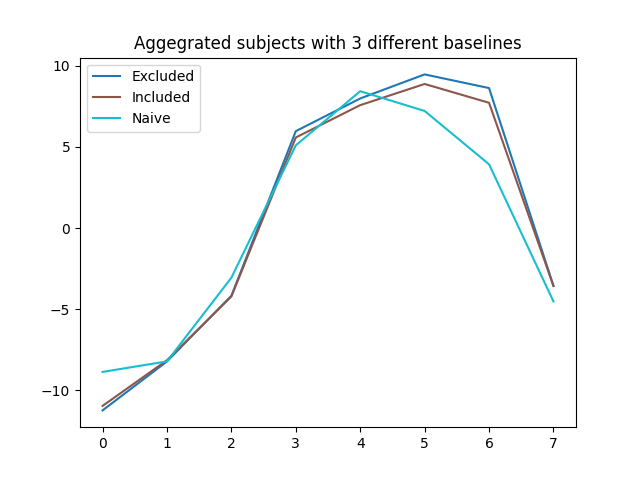 Aggegrated subjects with 3 different baselines
Excluded
Included
Naive
10
5
0
−5
−10
0 1 2 3 4 5 6 7